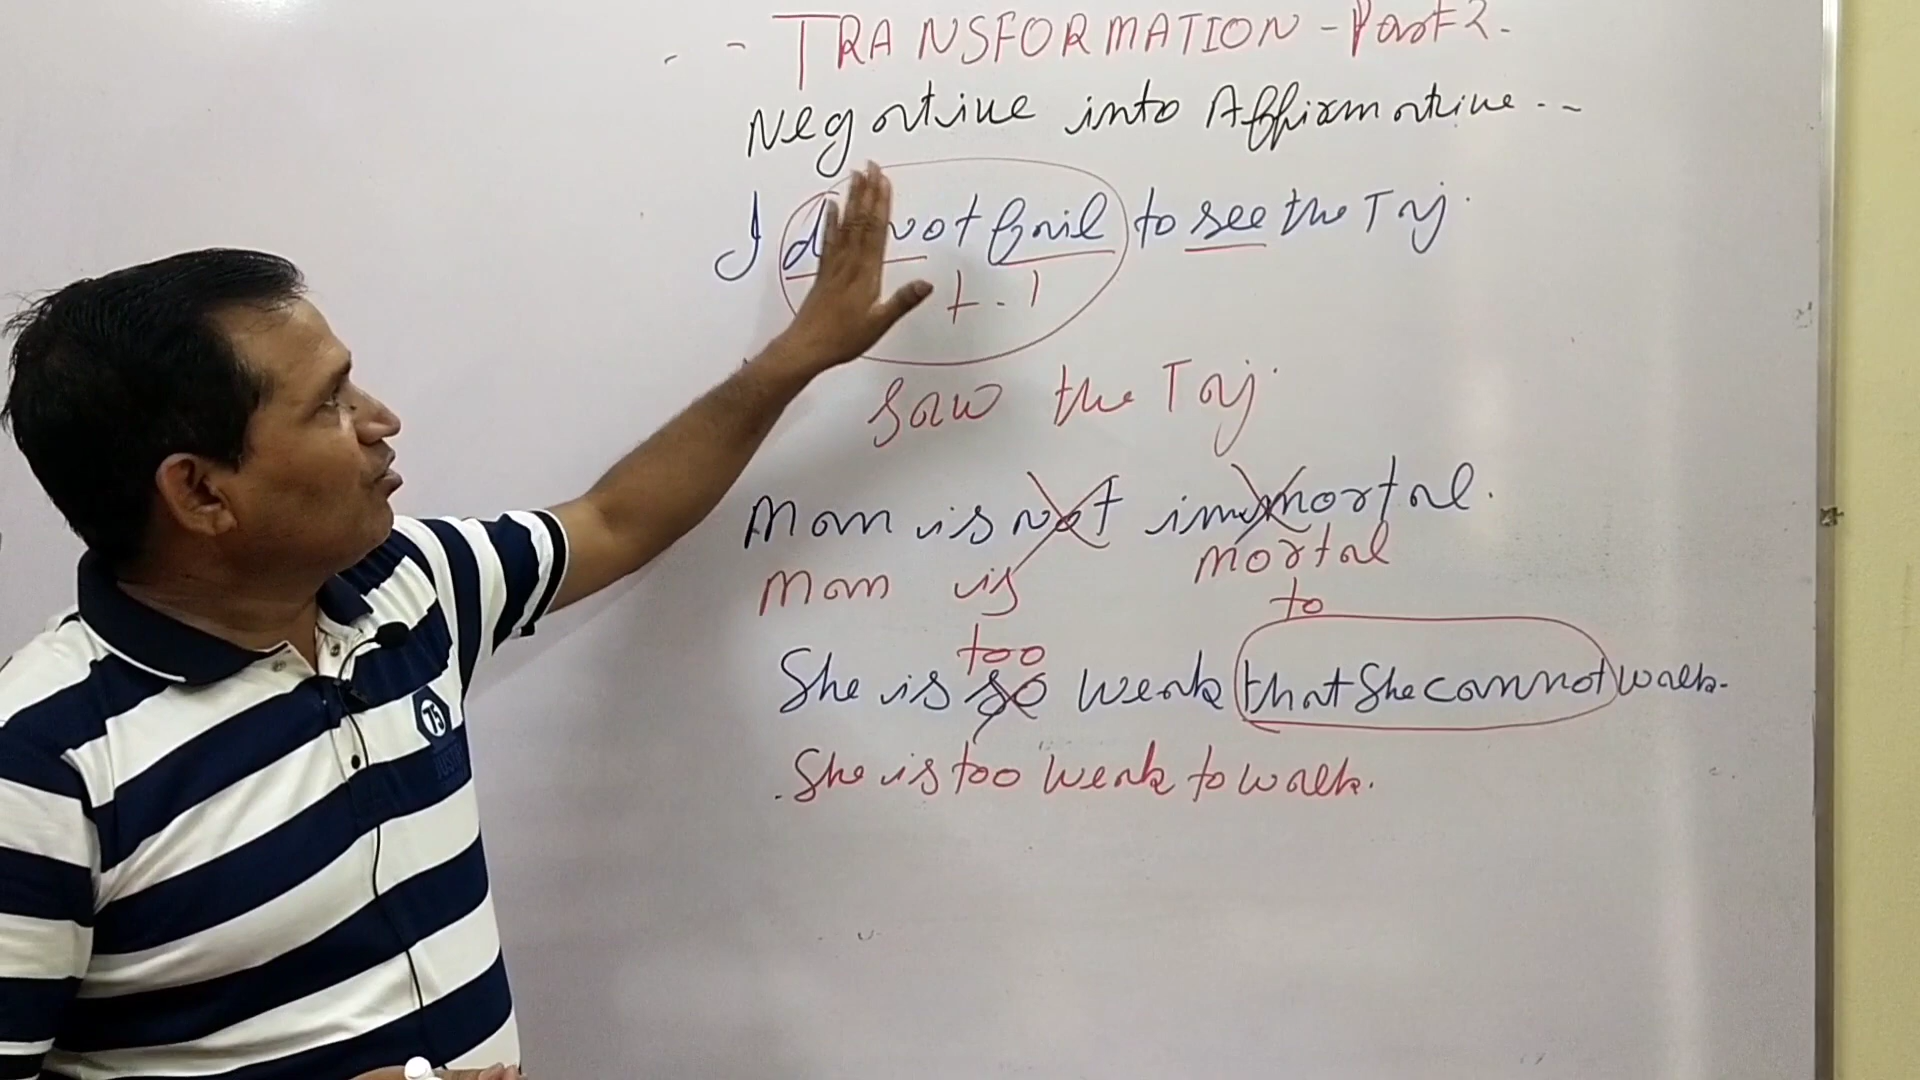 TRANSFORMATION - Part 2.
Negative into Affirmative...
I not fail to see the Taj.
saw the Taj.
Man is not immortal.
Man is mortal
too to
She is so weak that she cannot walk.
She is too weak to walk.
75